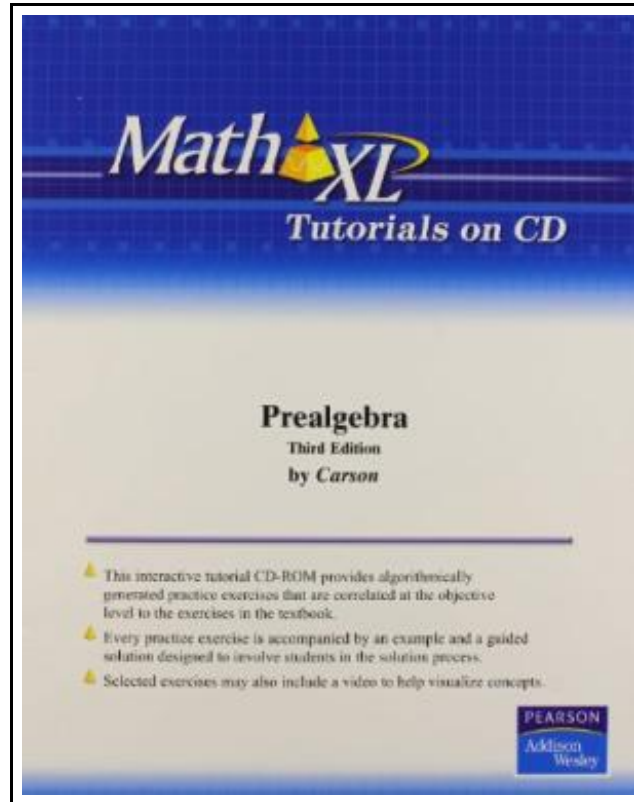 Math XL
Tutorials on CD
Prealgebra
Third Edition
by Carson
This interactive tutorial CD-ROM provides algorithmically
generated practice exercises that are correlated at the objective
level to the exercises in the textbook.
Every practice exercise is accompanied by an example and a guided
solution designed to involve students in the solution process.
Selected exercises may also include a video to help visualize concepts.
PEARSON
Addison
Wesley